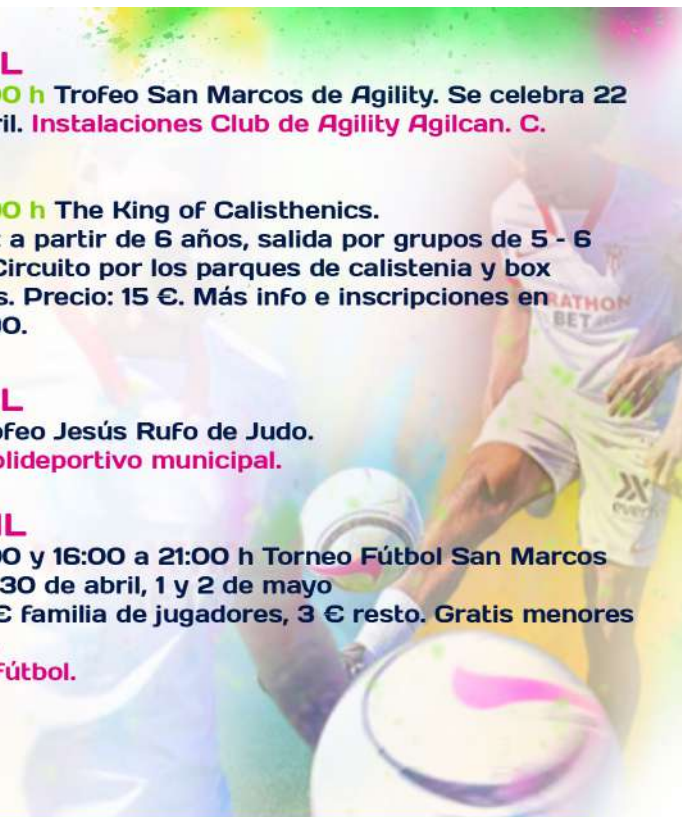 L
00 h Trofeo San Marcos de Agility. Se celebra 22
ril. Instalaciones Club de Agility Agilcan. C.
00 h The King of Calisthenics.
: a partir de 6 años, salida por grupos de 5 - 6
Circuito por los parques de calistenia y box
s. Precio: 15 €. Más info e inscripciones en
00.
L
ofeo Jesús Rufo de Judo.
olideportivo municipal.
IL
00 y 16:00 a 21:00 h Torneo Fútbol San Marcos
30 de abril, 1 y 2 de mayo
€ familia de jugadores, 3 € resto. Gratis menores
Fútbol.
RATHON
BET